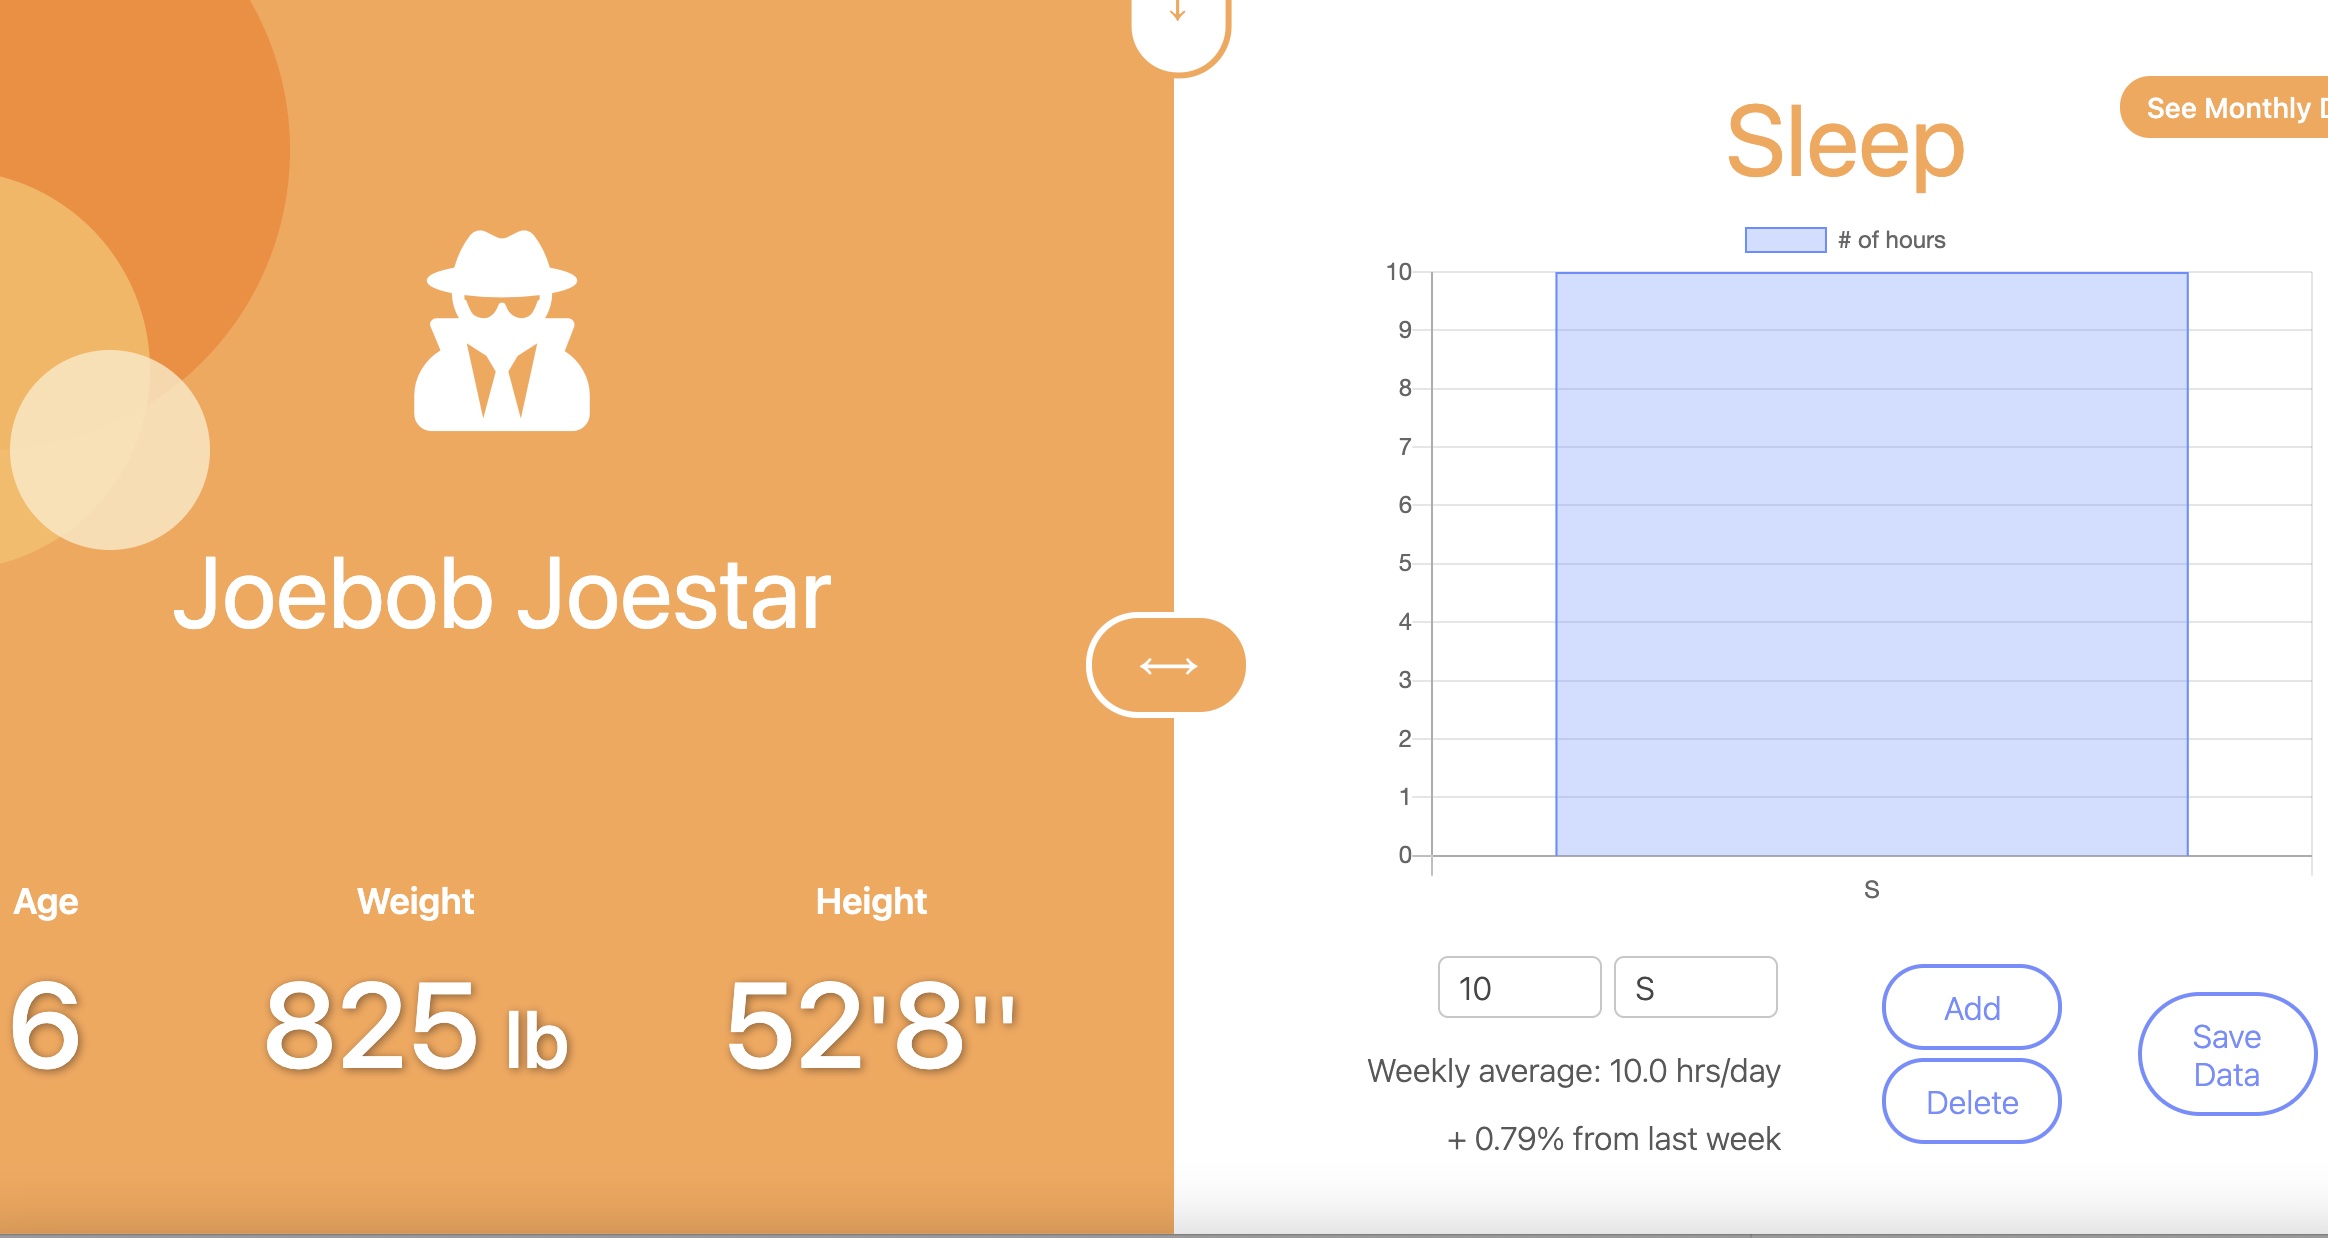 ↓
Joebob Joestar
↔
Age
Weight
Height
6
825 lb
52'8''
Sleep
See Monthly
# of hours
10
9
8
7
6
5
4
3
2
1
0
S
10
S
Weekly average: 10.0 hrs/day
+ 0.79% from last week
Add
Delete
Save
Data